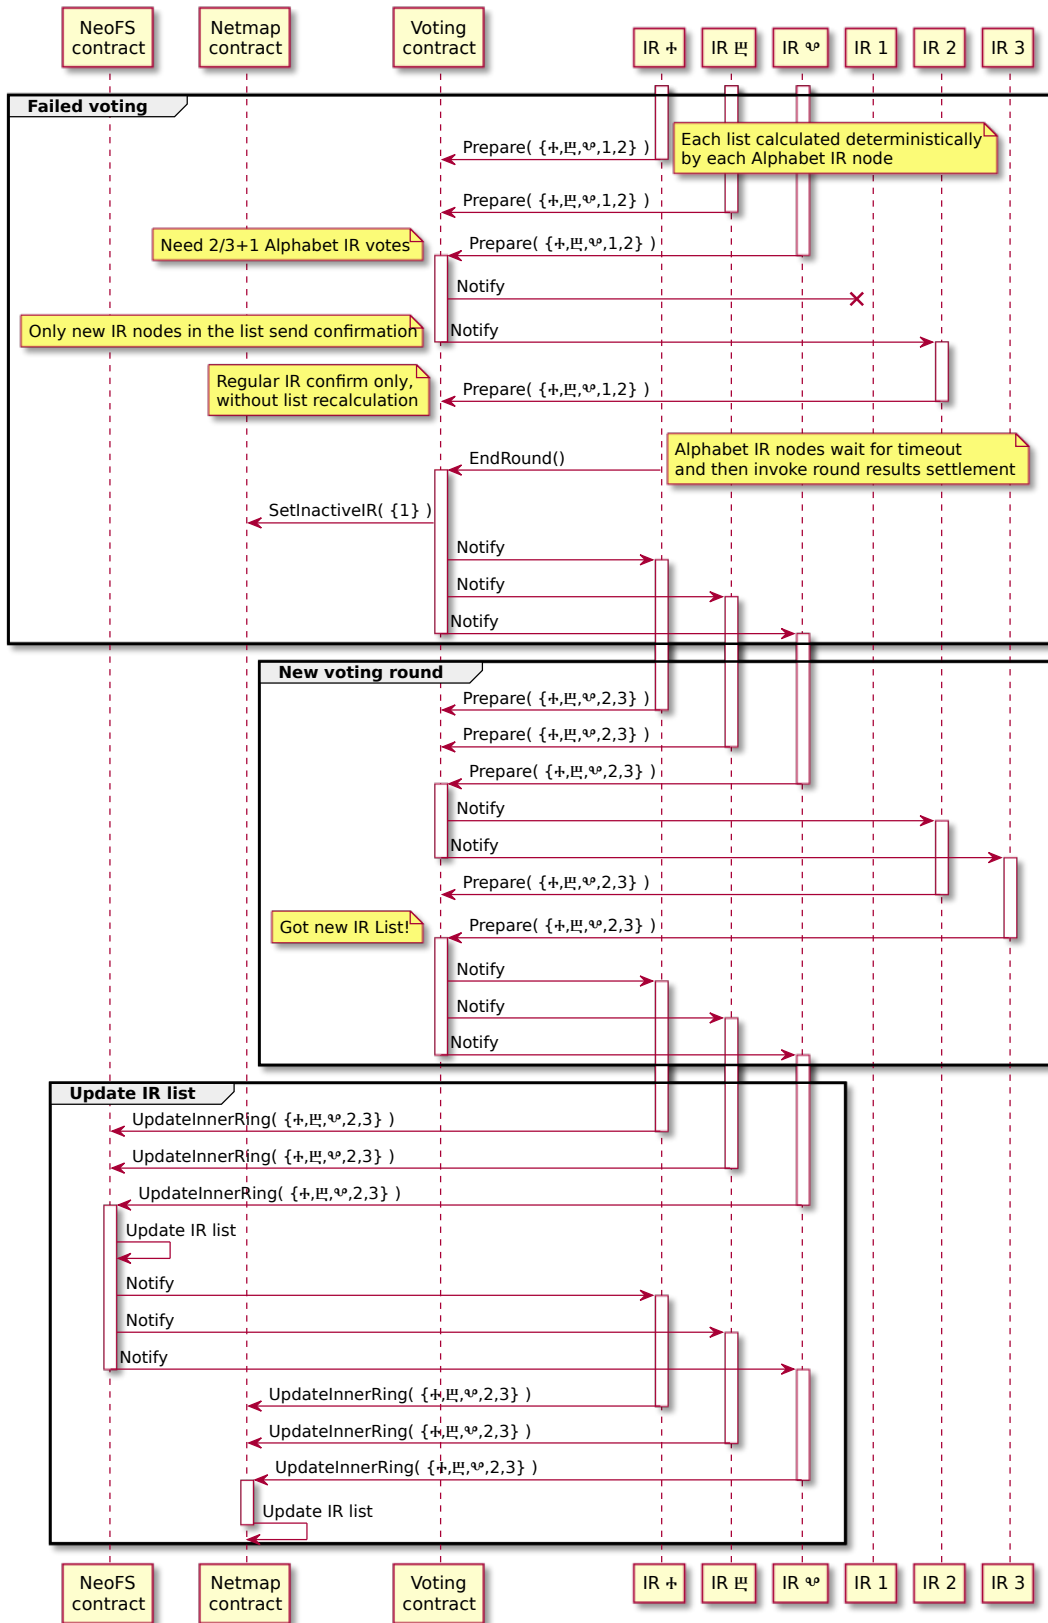 NeoFS
contract
Netmap
contract
Voting
contract
IR ⰰ
IR ⰱ
IR ⰲ
IR 1
IR 2
IR 3
Failed voting
Each list calculated deterministically
by each Alphabet IR node
Prepare( {ⰰ,ⰱ,ⰲ,1,2} )
Prepare( {ⰰ,ⰱ,ⰲ,1,2} )
Need 2/3+1 Alphabet IR votes
Prepare( {ⰰ,ⰱ,ⰲ,1,2} )
Notify
Only new IR nodes in the list send confirmation
Notify
Regular IR confirm only,
without list recalculation
Prepare( {ⰰ,ⰱ,ⰲ,1,2} )
Alphabet IR nodes wait for timeout
and then invoke round results settlement
EndRound()
SetInactiveIR( {1} )
Notify
Notify
Notify
New voting round
Prepare( {ⰰ,ⰱ,ⰲ,2,3} )
Prepare( {ⰰ,ⰱ,ⰲ,2,3} )
Prepare( {ⰰ,ⰱ,ⰲ,2,3} )
Notify
Notify
Prepare( {ⰰ,ⰱ,ⰲ,2,3} )
Got new IR List!
Prepare( {ⰰ,ⰱ,ⰲ,2,3} )
Notify
Notify
Notify
Update IR list
UpdateInnerRing( {ⰰ,ⰱ,ⰲ,2,3} )
UpdateInnerRing( {ⰰ,ⰱ,ⰲ,2,3} )
UpdateInnerRing( {ⰰ,ⰱ,ⰲ,2,3} )
Update IR list
Notify
Notify
Notify
UpdateInnerRing( {ⰰ,ⰱ,ⰲ,2,3} )
UpdateInnerRing( {ⰰ,ⰱ,ⰲ,2,3} )
UpdateInnerRing( {ⰰ,ⰱ,ⰲ,2,3} )
Update IR list
NeoFS
contract
Netmap
contract
Voting
contract
IR ⰰ
IR ⰱ
IR ⰲ
IR 1
IR 2
IR 3